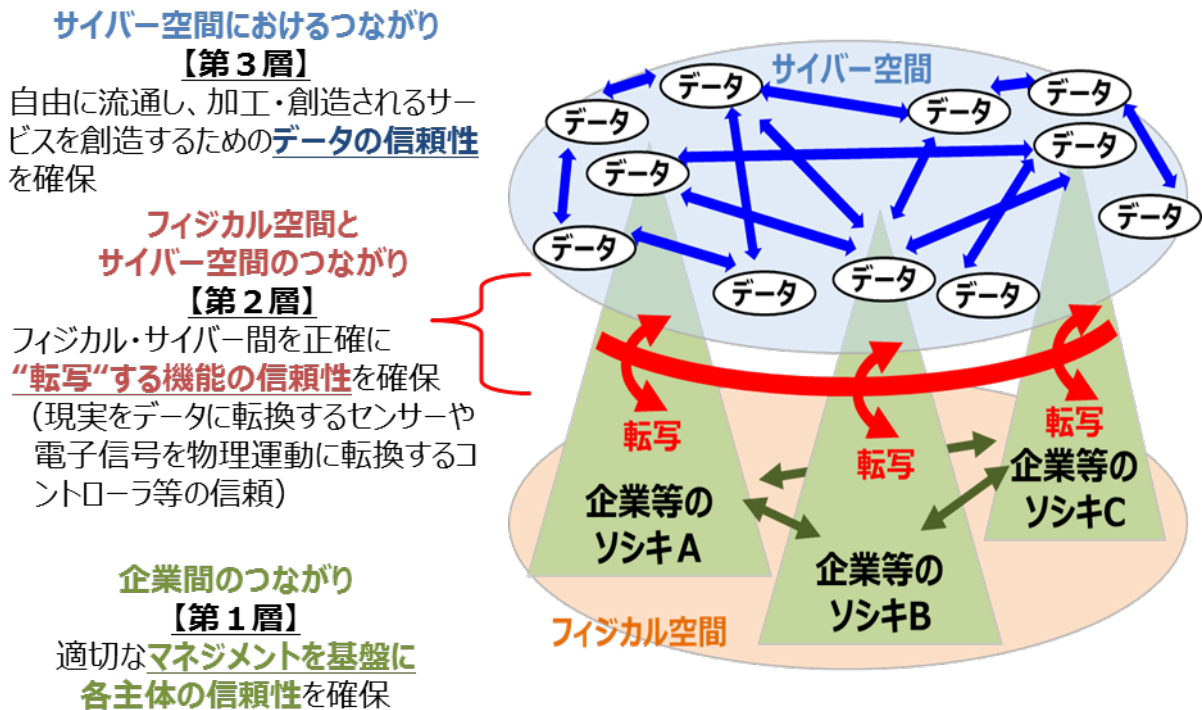 サイバー空間におけるつながり
【第３層】
自由に流通し、加工・創造されるサー
ビスを創造するためのデータの信頼性
を確保
フィジカル空間と
サイバー空間のつながり
【第２層】
フィジカル・サイバー間を正確に
“転写“する機能の信頼性を確保
（現実をデータに転換するセンサーや
電子信号を物理運動に転換するコ
ントローラ等の信頼）
企業間のつながり
【第１層】
適切なマネジメントを基盤に
各主体の信頼性を確保
サイバー空間
データ
データ
データ
データ
データ
データ
データ
データ
データ
データ
データ
データ
転写
転写
転写
企業等の
ソシキA
企業等の
ソシキB
企業等の
ソシキC
フィジカル空間